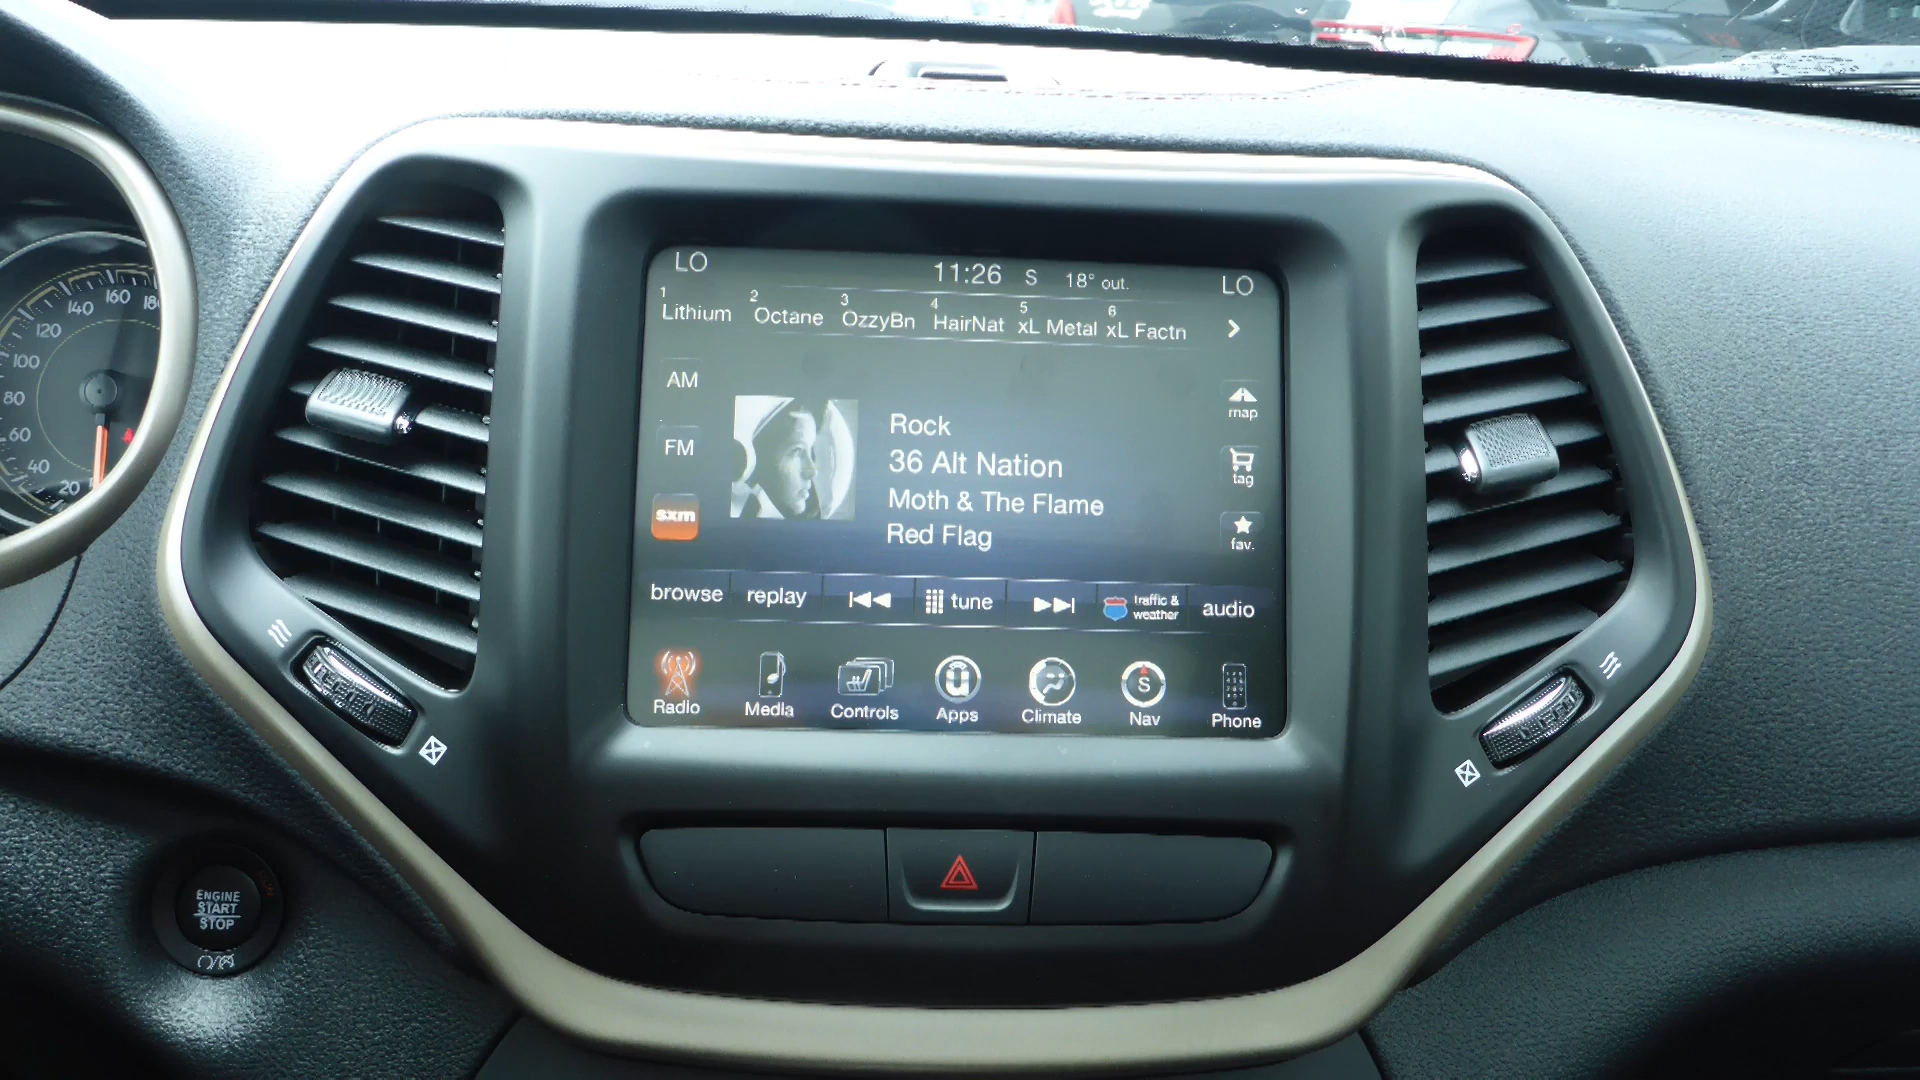 LO 11:26 S 18° out. LO
1 Lithium 2 Octane 3 OzzyBn 4 HairNat 5 xL Metal 6 xL Factn
AM
FM
sxm
Rock
36 Alt Nation
Moth & The Flame
Red Flag
map
tag
fav.
browse replay tune traffic & weather audio
Radio Media Controls Apps Climate S Nav Phone
20
40
60
80
100
120
140
160
ENGINE
START
STOP